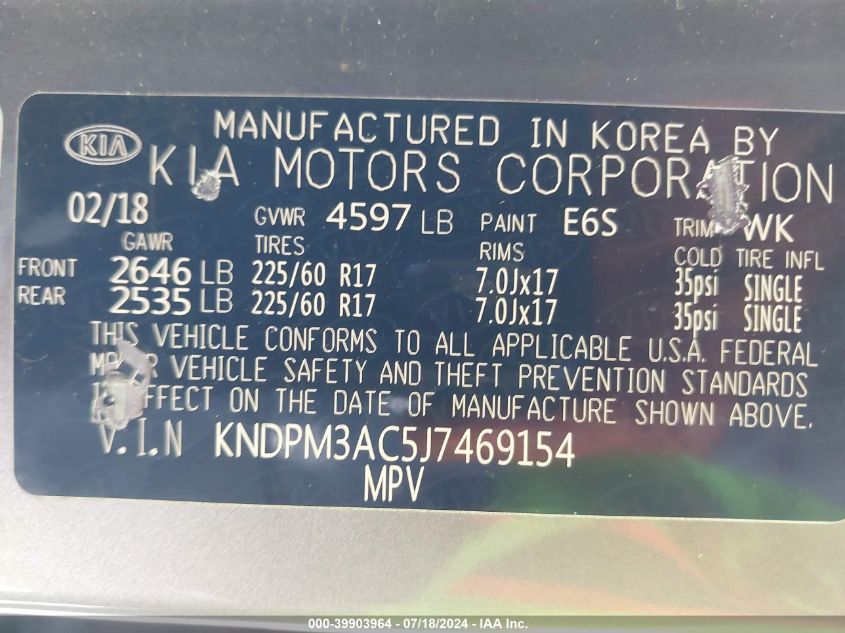 KIA
MANUFACTURED IN KOREA BY
KIA MOTORS CORPORATION
02/18 GVWR 4597 LB PAINT E6S TRIM WK
GAWR TIRES RIMS COLD TIRE INFL
FRONT 2646 LB 225/60 R17 7.0Jx17 35psi SINGLE
REAR 2535 LB 225/60 R17 7.0Jx17 35psi SINGLE
THIS VEHICLE CONFORMS TO ALL APPLICABLE U.S.A. FEDERAL
MOTOR VEHICLE SAFETY AND THEFT PREVENTION STANDARDS
IN EFFECT ON THE DATE OF MANUFACTURE SHOWN ABOVE.
V.I.N KNDPM3AC5J7469154
MPV
000-39903964 - 07/18/2024 - IAA Inc.